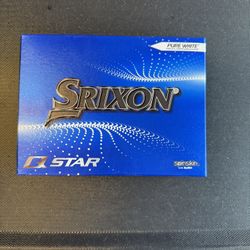 PURE WHITE
SRIXON
Q STAR
spinskin